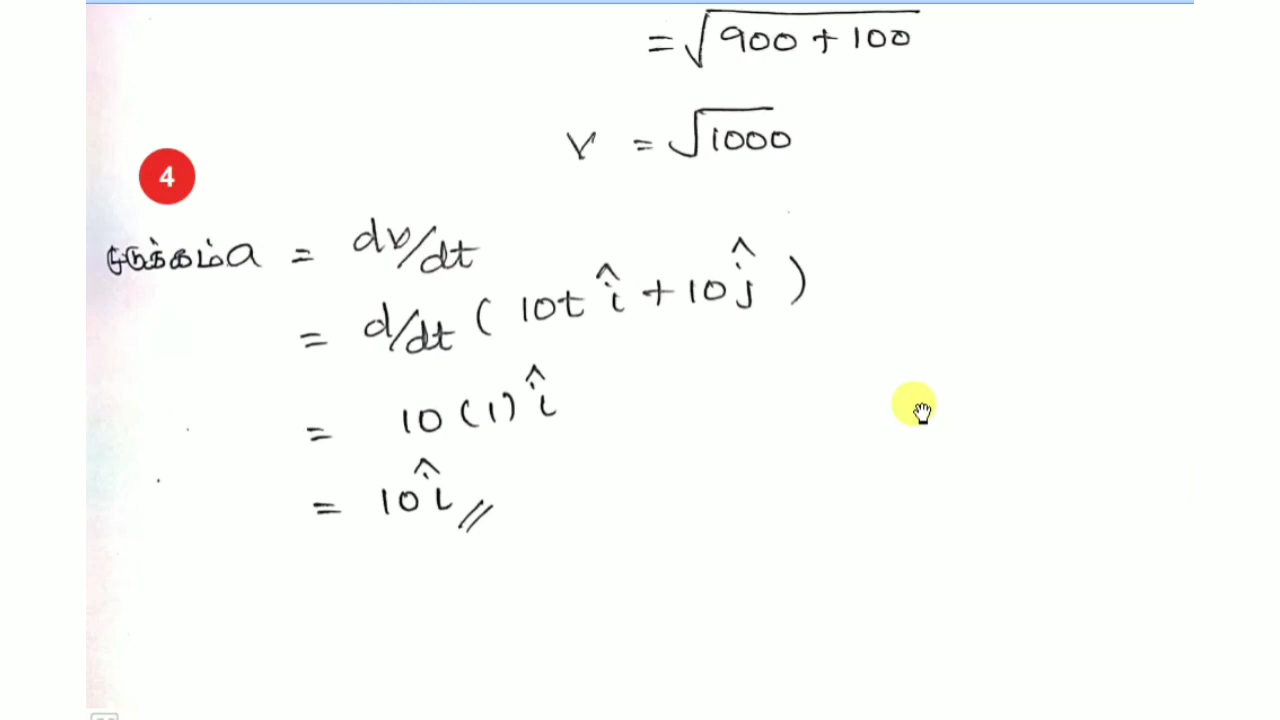 = √900 + 100
v = √1000
4
முடுக்கம் a = dv/dt
= d/dt ( 10t î + 10 ĵ )
= 10 (1) î
= 10 î //